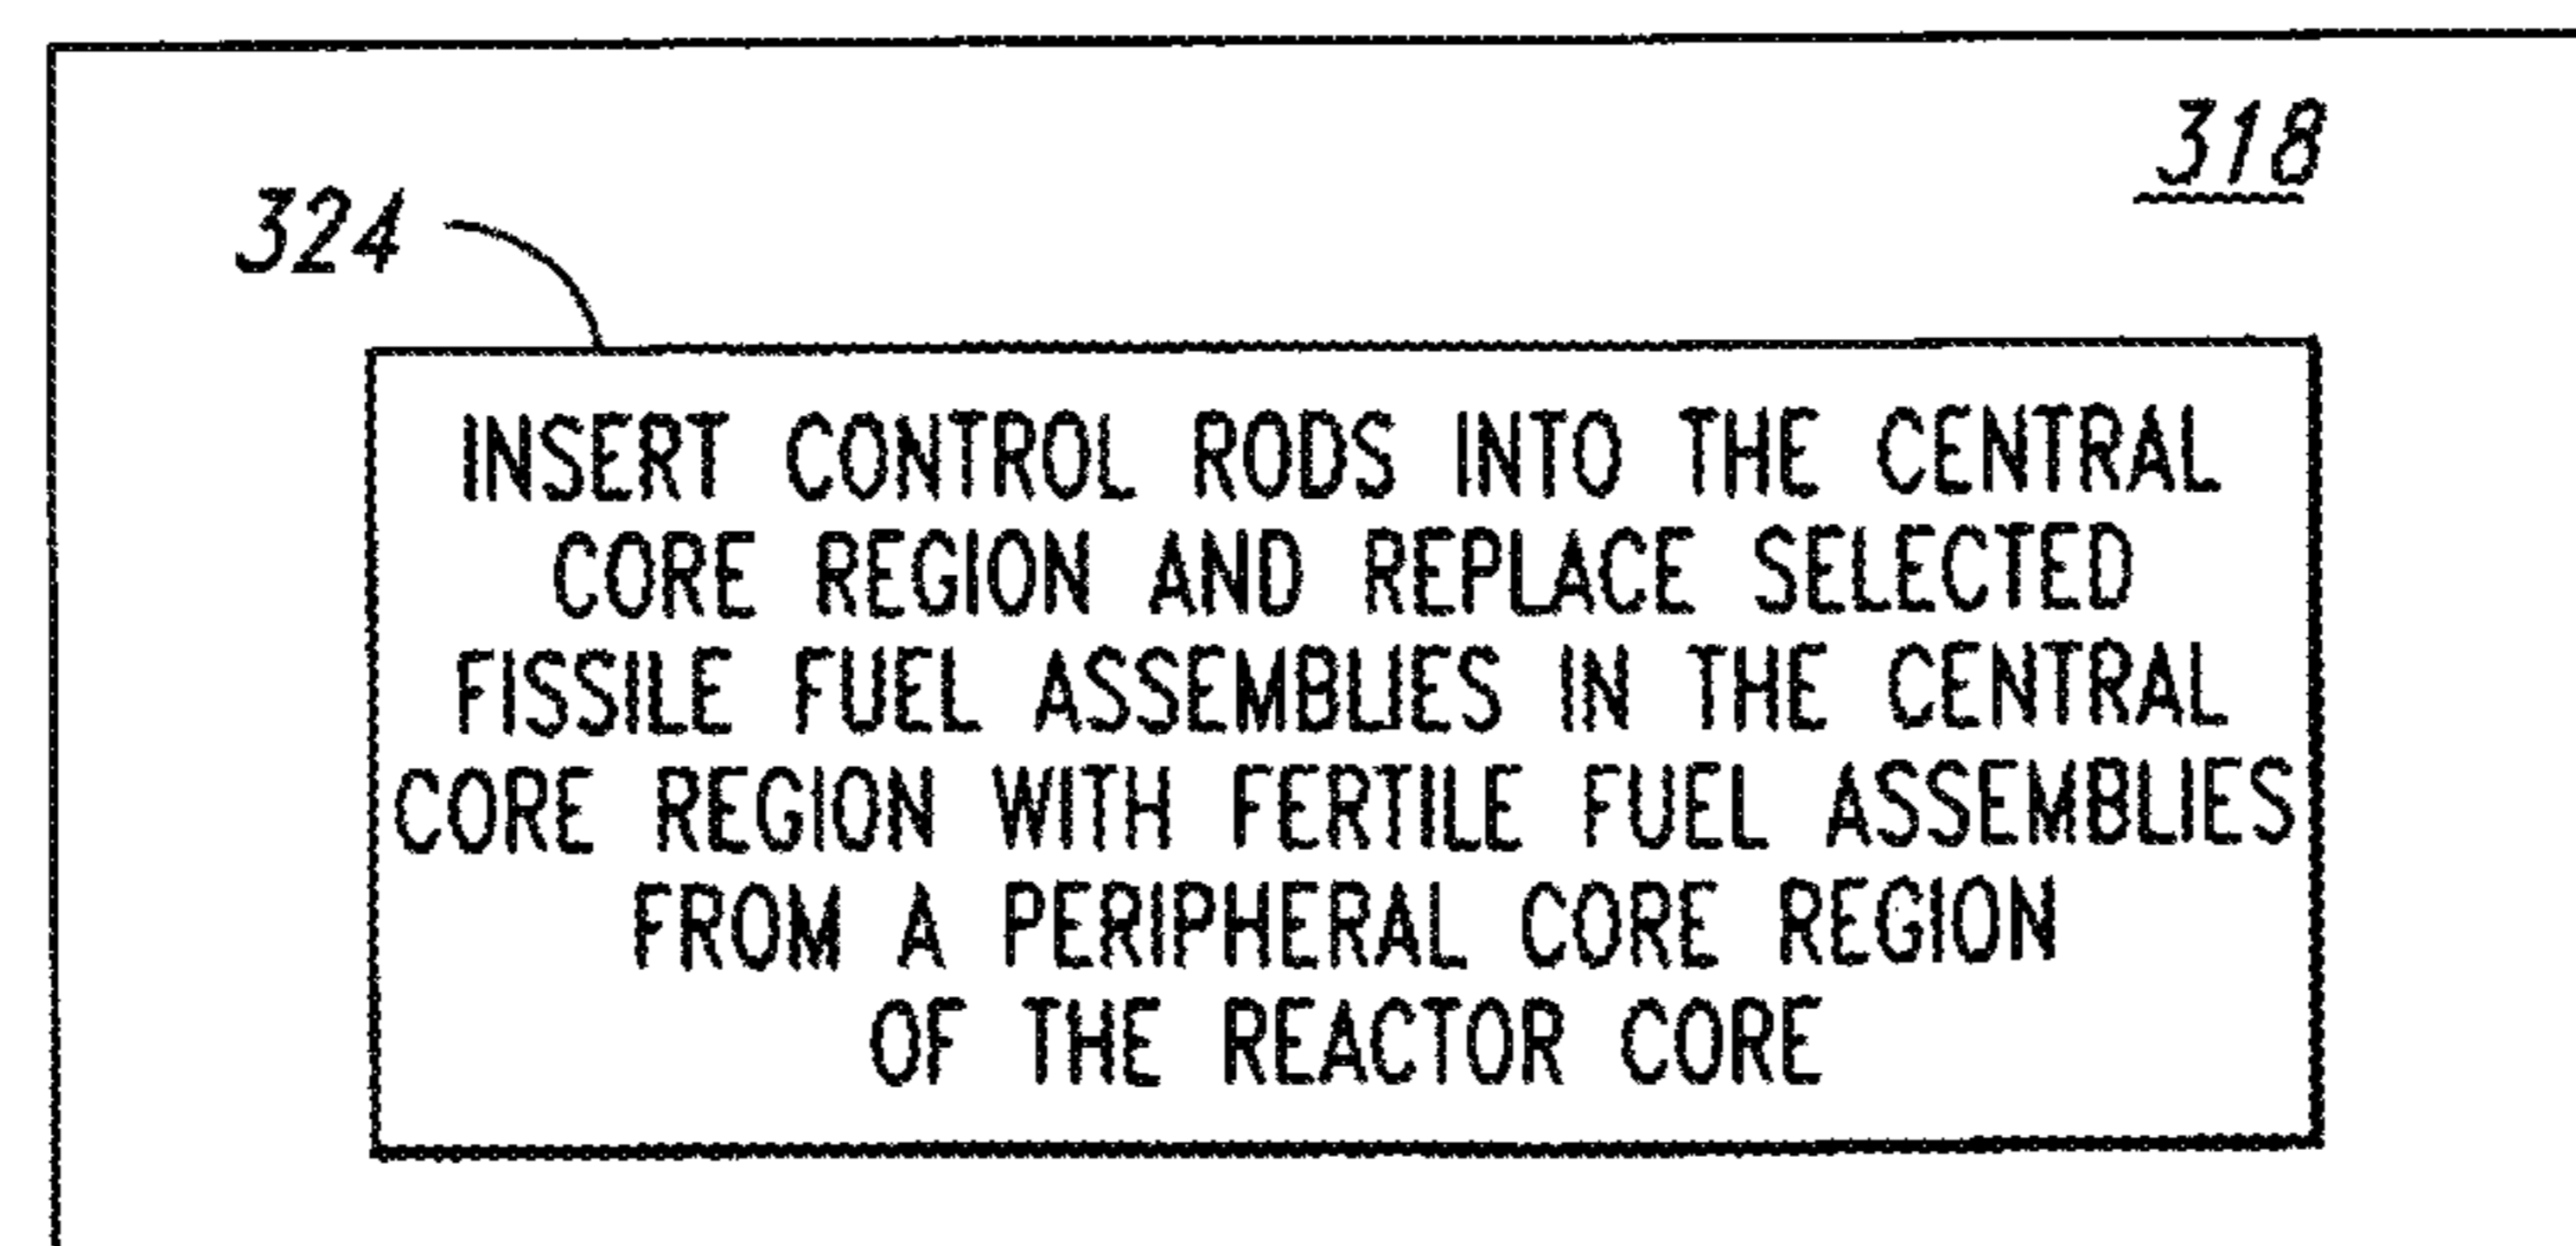 318
324
INSERT CONTROL RODS INTO THE CENTRAL
CORE REGION AND REPLACE SELECTED
FISSILE FUEL ASSEMBLIES IN THE CENTRAL
CORE REGION WITH FERTILE FUEL ASSEMBLIES
FROM A PERIPHERAL CORE REGION
OF THE REACTOR CORE